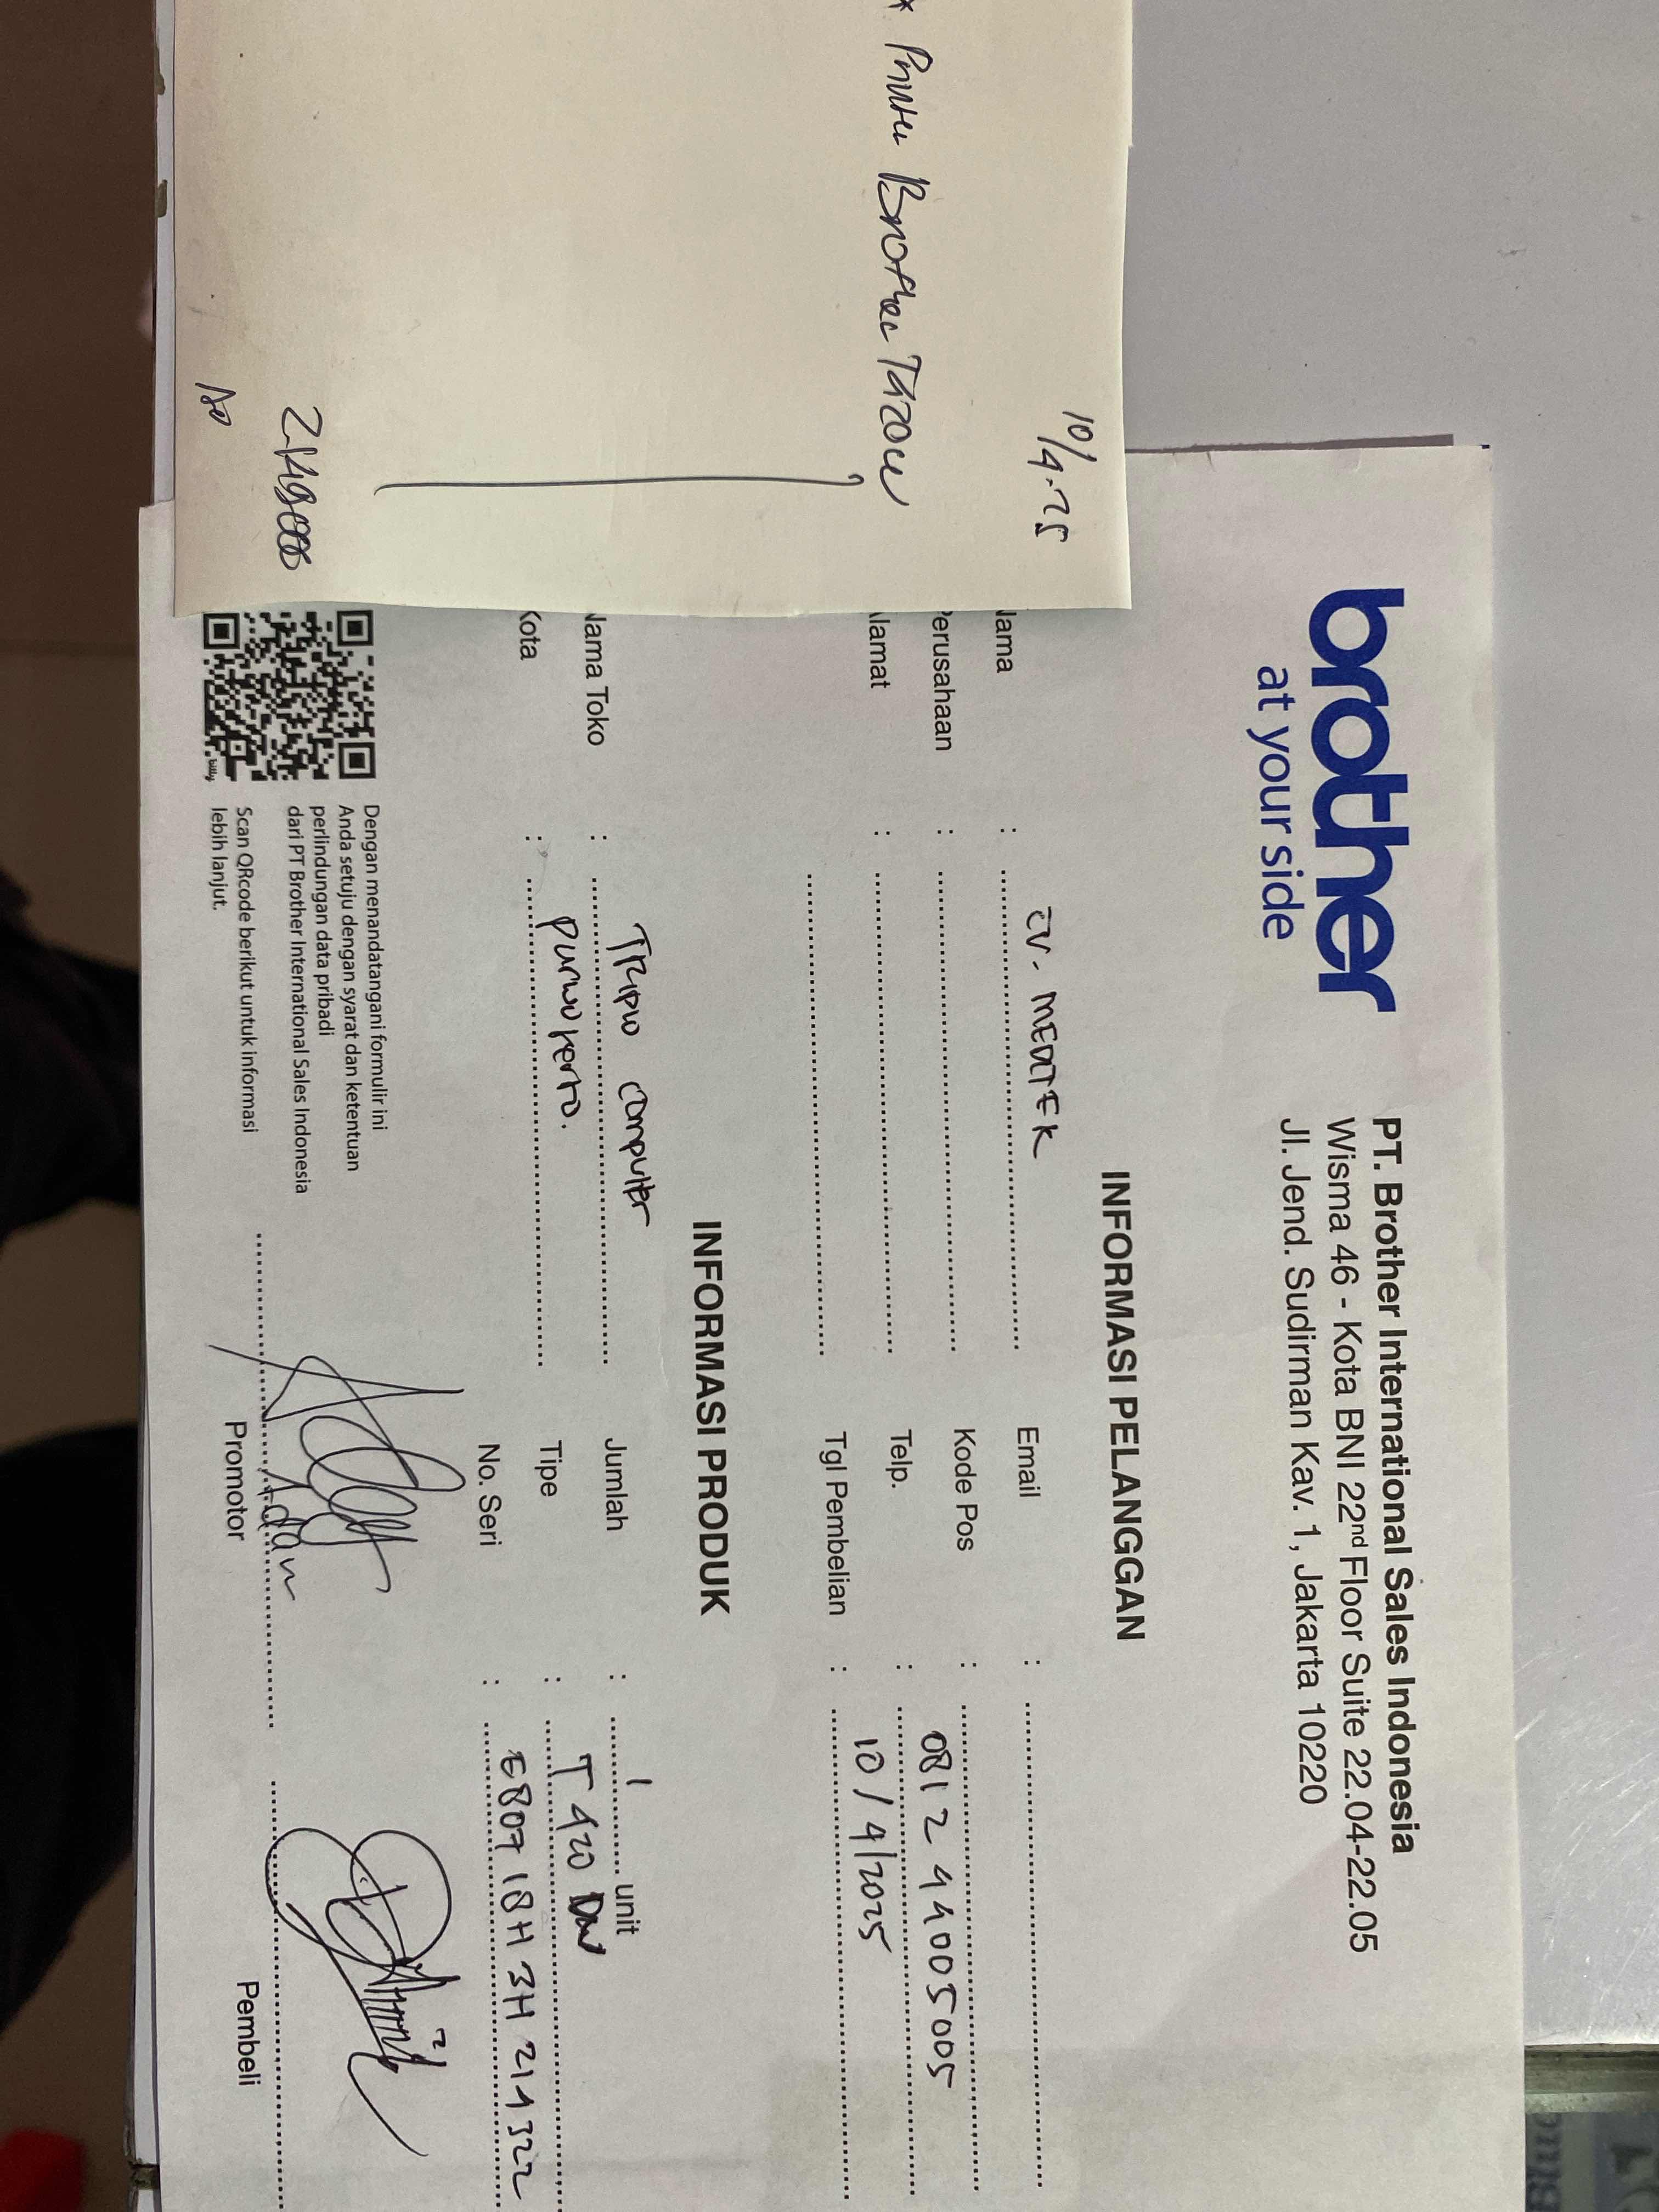 10/4-25
* Printer Brother T420W
brother
at your side
PT. Brother International Sales Indonesia
Wisma 46 - Kota BNI 22nd Floor Suite 22.04-22.05
Jl. Jend. Sudirman Kav. 1, Jakarta 10220
INFORMASI PELANGGAN
Nama : CV. MEDITEK
Email :
Perusahaan :
Kode Pos :
Alamat :
Telp. : 0812 44005005
Tgl Pembelian : 10/4/2025
INFORMASI PRODUK
Nama Toko : TRIPIO computer
Jumlah : 1 unit
Kota : purwokerto.
Tipe : T420 DW
No. Seri : E80718H3H214322
Dengan menandatangani formulir ini
Anda setuju dengan syarat dan ketentuan
perlindungan data pribadi
dari PT Brother International Sales Indonesia
Scan QRcode berikut untuk informasi
lebih lanjut.
Adan
Promotor
Pembeli